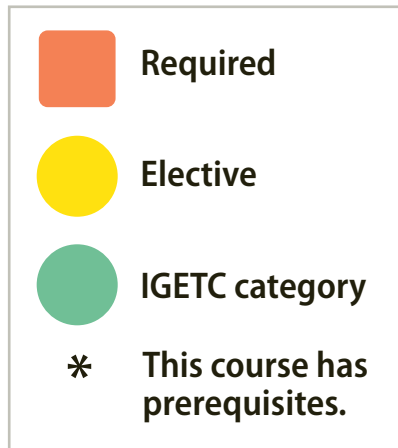 Required
Elective
IGETC category
* This course has
prerequisites.